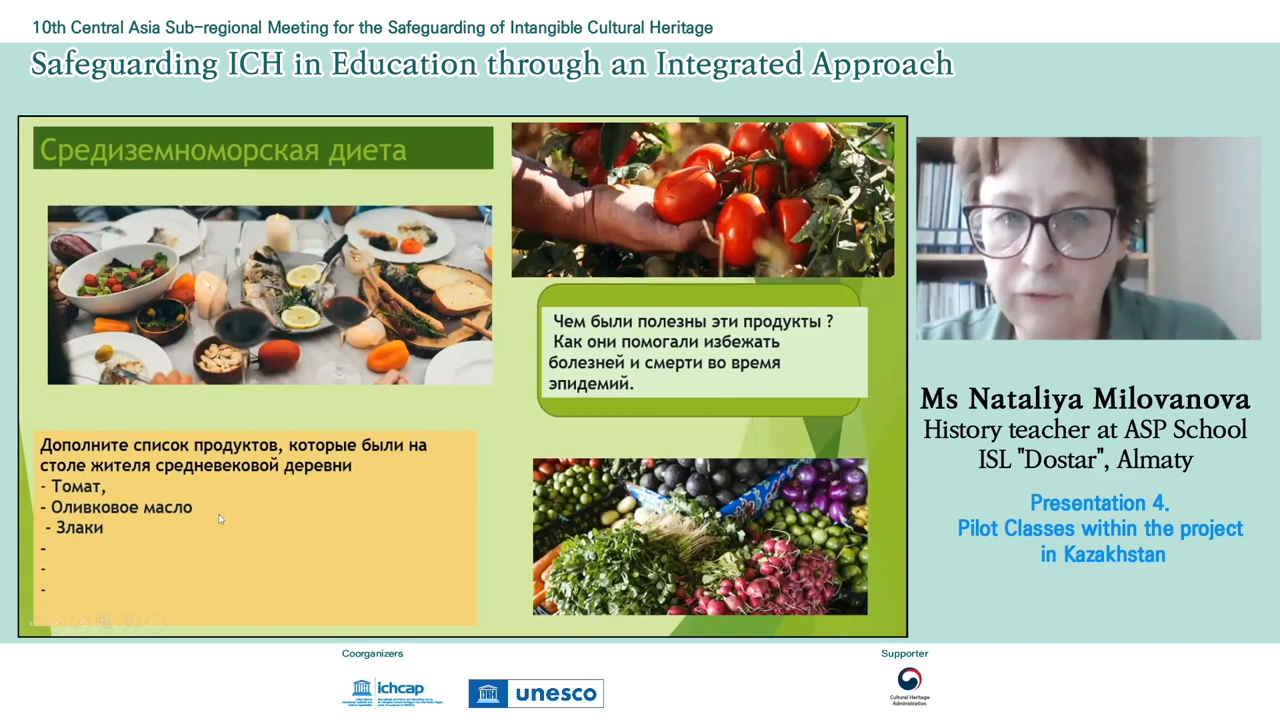 10th Central Asia Sub-regional Meeting for the Safeguarding of Intangible Cultural Heritage
Safeguarding ICH in Education through an Integrated Approach
Средиземноморская диета
Чем были полезны эти продукты ?
Как они помогали избежать
болезней и смерти во время
эпидемий.
Дополните список продуктов, которые были на
столе жителя средневековой деревни
- Томат,
- Оливковое масло
- Злаки
-
-
-
Ms Nataliya Milovanova
History teacher at ASP School
ISL "Dostar", Almaty
Presentation 4.
Pilot Classes within the project
in Kazakhstan
Coorganizers
ichcap
unesco
Supporter
Cultural Heritage
Administration